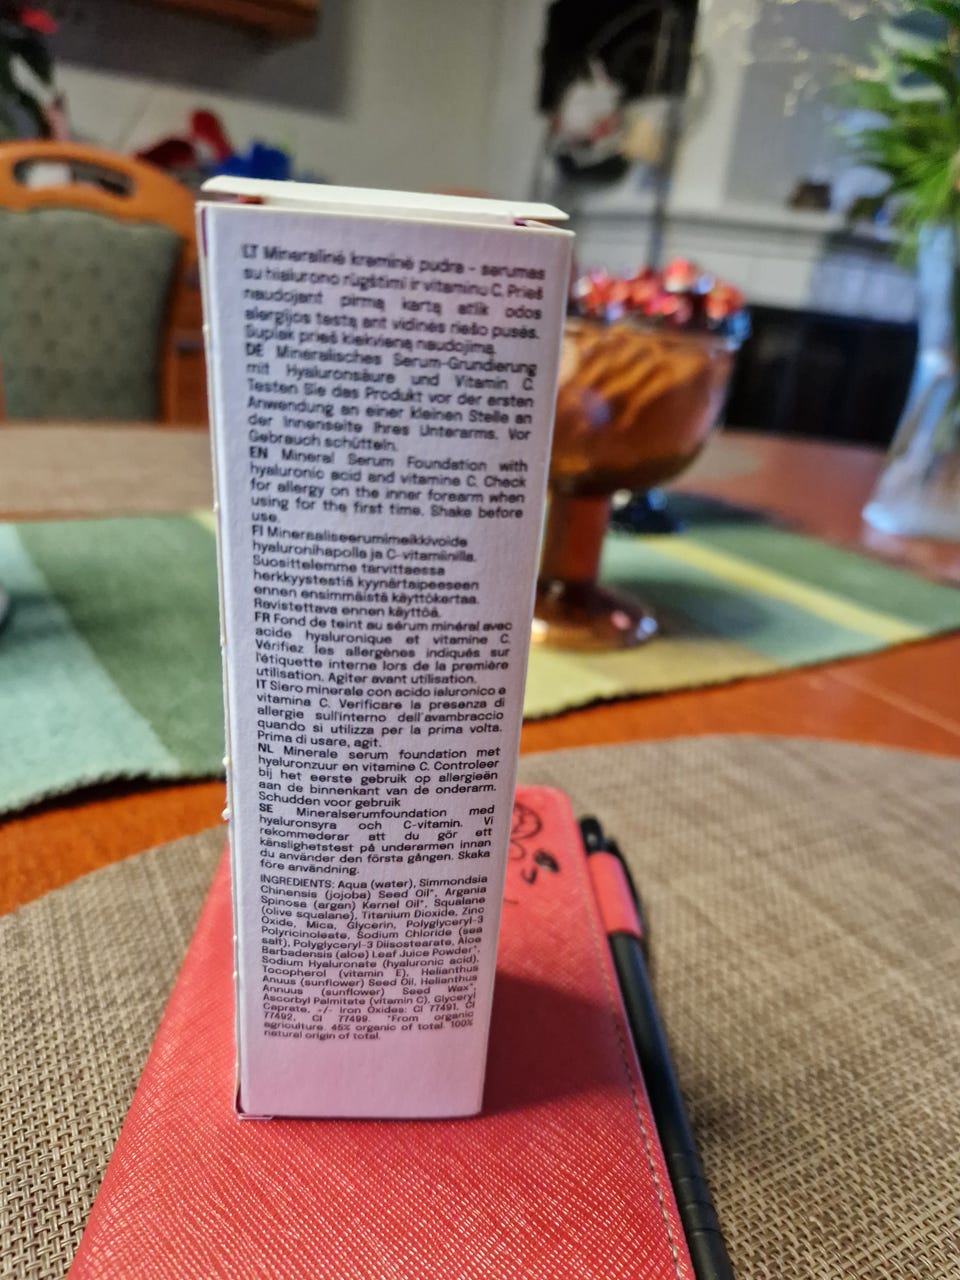 LT Mineralinė kreminė pudra - serumas
su hialurono rūgštimi ir vitaminu C. Prieš
naudojant pirmą kartą atlik odos
alergijos testą ant vidinės riešo pusės.
Suplak prieš kiekvieną naudojimą.
DE Mineralisches Serum-Grundierung
mit Hyaluronsäure und Vitamin C.
Testen Sie das Produkt vor der ersten
Anwendung an einer kleinen Stelle an
der Innenseite Ihres Unterarms. Vor
Gebrauch schütteln.
EN Mineral Serum Foundation with
hyaluronic acid and vitamine C. Check
for allergy on the inner forearm when
using for the first time. Shake before
use.
FI Mineraaliseerumimeikkivoide
hyaluronihapolla ja C-vitamiinilla.
Suosittelemme tarvittaessa
herkkyystestiä kyynärtaipeeseen
ennen ensimmäistä käyttökertaa.
Ravistettava ennen käyttöä.
FR Fond de teint au sérum minéral avec
acide hyaluronique et vitamine C.
Vérifiez les allergènes indiqués sur
l'étiquette interne lors de la première
utilisation. Agiter avant utilisation.
IT Siero minerale con acido ialuronico e
vitamina C. Verificare la presenza di
allergie sull'interno dell'avambraccio
quando si utilizza per la prima volta.
Prima di usare, agit.
NL Minerale serum foundation met
hyaluronzuur en vitamine C. Controleer
bij het eerste gebruik op allergieën
aan de binnenkant van de onderarm.
Schudden voor gebruik
SE Mineralserumfoundation med
hyaluronsyra och C-vitamin. Vi
rekommederar att du gör ett
känslighetstest på underarmen innan
du använder den första gången. Skaka
före användning.
INGREDIENTS: Aqua (water), Simmondsia
Chinensis (jojoba) Seed Oil*, Argania
Spinosa (argan) Kernel Oil*, Squalane
(olive squalane), Titanium Dioxide, Zinc
Oxide, Mica, Glycerin, Polyglyceryl-3
Polyricinoleate, Sodium Chloride (sea
salt), Polyglyceryl-3 Diisostearate, Aloe
Barbadensis (aloe) Leaf Juice Powder*,
Sodium Hyaluronate (hyaluronic acid),
Tocopherol (vitamin E), Helianthus
Anuus (sunflower) Seed Oil, Helianthus
Annuus (sunflower) Seed Wax*,
Ascorbyl Palmitate (vitamin C), Glyceryl
Caprate, +/- Iron Oxides: CI 77491, CI
77492, CI 77499. *From organic
agriculture. 45% organic of total. 100%
natural origin of total.